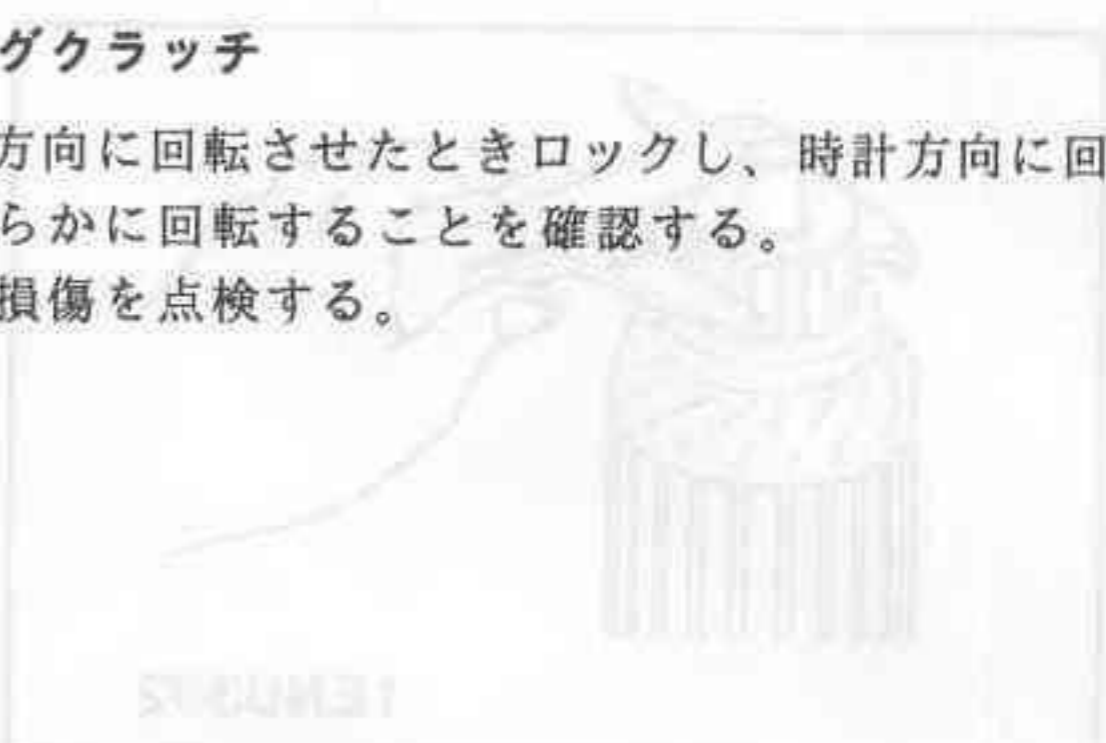 グクラッチ
方向に回転させたときロックし、時計方向に回
らかに回転することを確認する。
損傷を点検する。